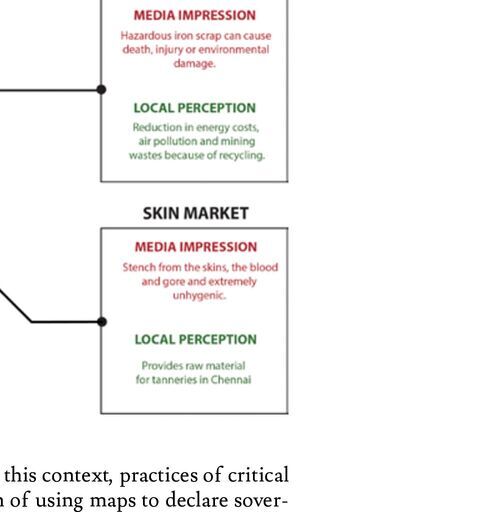 MEDIA IMPRESSION
Hazardous iron scrap can cause
death, injury or environmental
damage.
LOCAL PERCEPTION
Reduction in energy costs,
air pollution and mining
wastes because of recycling.
SKIN MARKET
MEDIA IMPRESSION
Stench from the skins, the blood
and gore and extremely
unhygenic.
LOCAL PERCEPTION
Provides raw material
for tanneries in Chennai
this context, practices of critical
of using maps to declare sover-